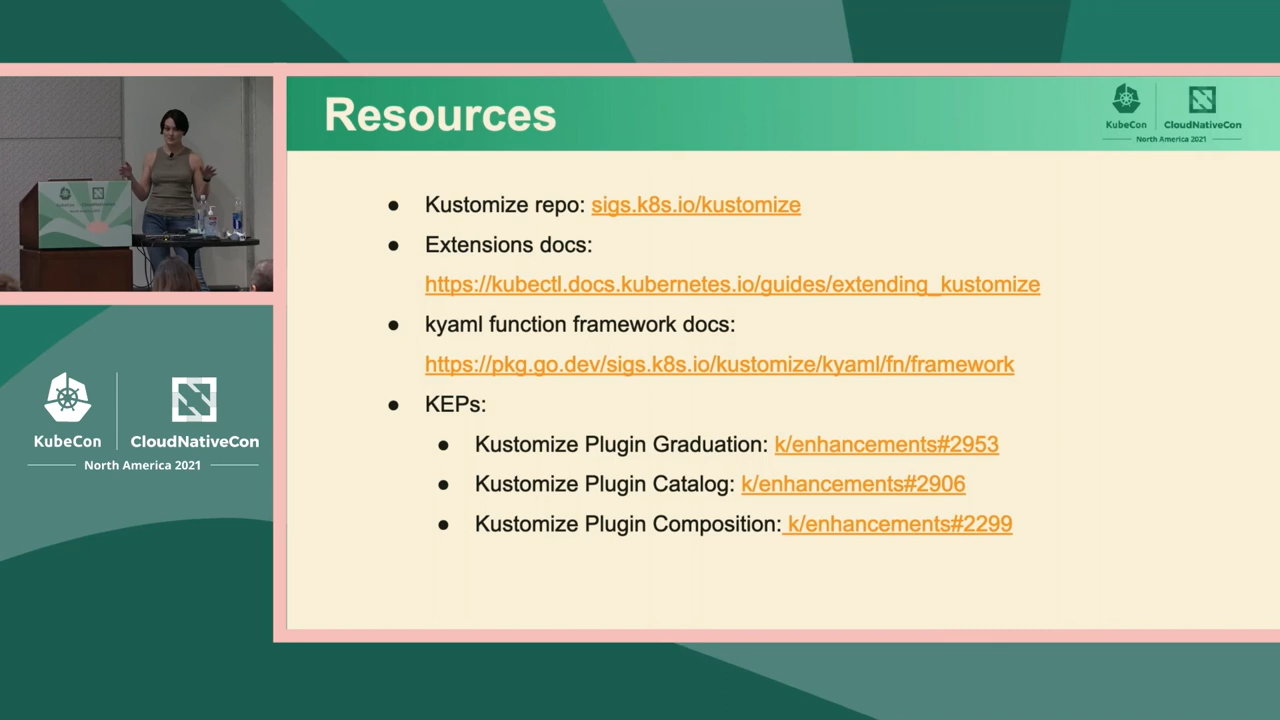 Resources
KubeCon
CloudNativeCon
North America 2021
Kustomize repo: sigs.k8s.io/kustomize
Extensions docs:
https://kubectl.docs.kubernetes.io/guides/extending_kustomize
kyaml function framework docs:
https://pkg.go.dev/sigs.k8s.io/kustomize/kyaml/fn/framework
KEPs:
Kustomize Plugin Graduation: k/enhancements#2953
Kustomize Plugin Catalog: k/enhancements#2906
Kustomize Plugin Composition: k/enhancements#2299
KubeCon
CloudNativeCon
North America 2021